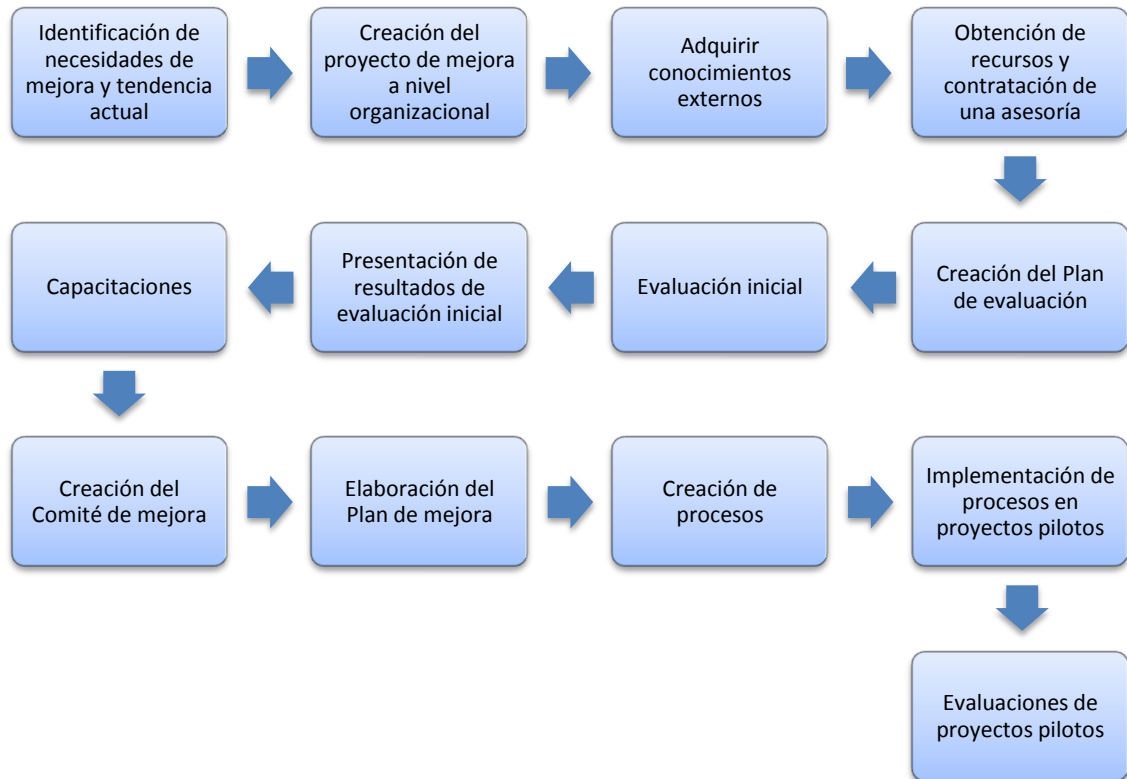 Identificación de
necesidades de
mejora y tendencia
actual
Creación del
proyecto de mejora
a nivel
organizacional
Adquirir
conocimientos
externos
Obtención de
recursos y
contratación de
una asesoría
Creación del Plan
de evaluación
Evaluación inicial
Presentación de
resultados de
evaluación inicial
Capacitaciones
Creación del
Comité de mejora
Elaboración del
Plan de mejora
Creación de
procesos
Implementación de
procesos en
proyectos pilotos
Evaluaciones de
proyectos pilotos